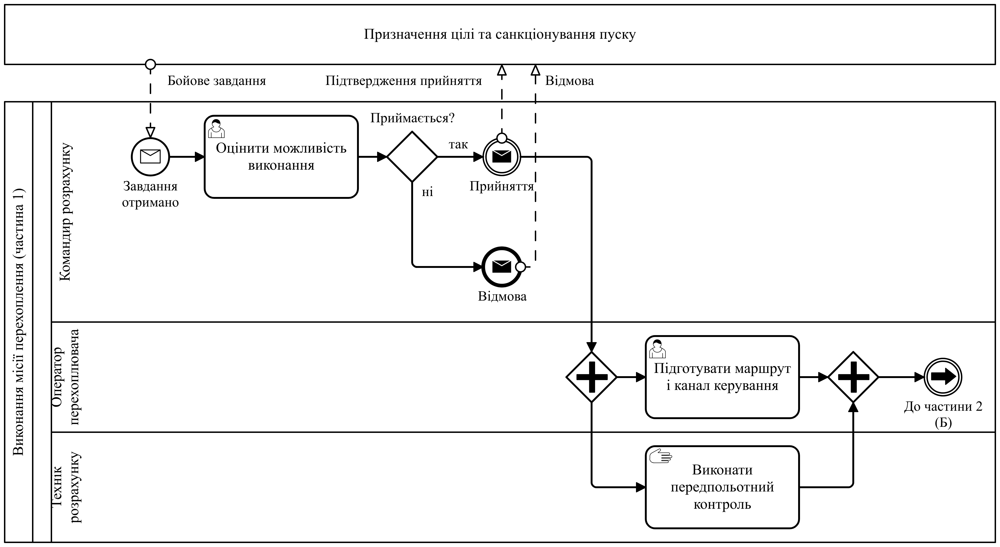 Призначення цілі та санкціонування пуску
Бойове завдання
Підтвердження прийняття
Відмова
Виконання місії перехоплення (частина 1)
Командир розрахунку
Приймається?
Оцінити можливість
виконання
так
ні
Завдання
отримано
Прийняття
Відмова
Оператор
перехоплювача
Підготувати маршрут
і канал керування
До частини 2
(Б)
Технік
розрахунку
Виконати
передпольотний
контроль